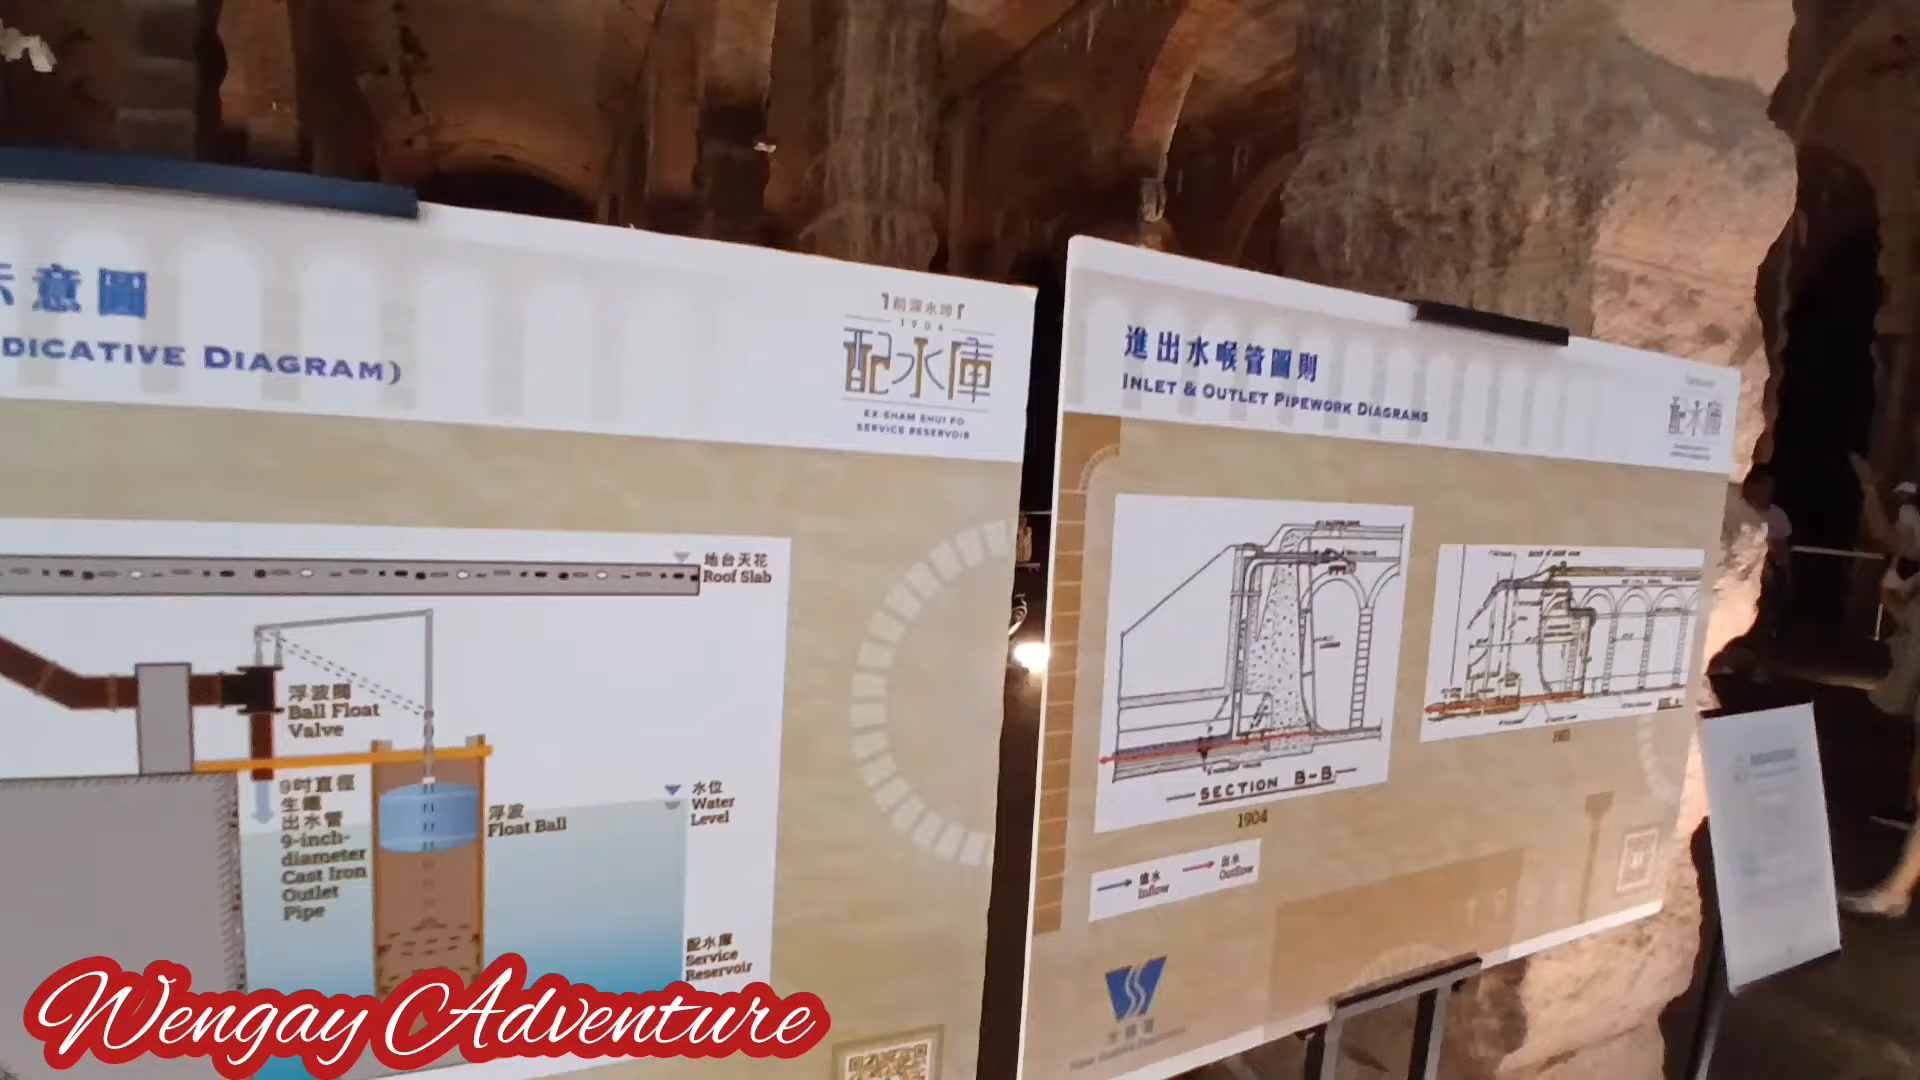 示意圖
DICATIVE DIAGRAM)
前深水埗
1904
配水庫
EX-SHAM SHUI PO
SERVICE RESERVOIR
地台天花
Roof Slab
浮波閥
Ball Float
Valve
9吋直徑
生鐵
出水管
9-inch-
diameter
Cast Iron
Outlet
Pipe
浮波
Float Ball
水位
Water
Level
配水庫
Service
Reservoir
進出水喉管圖則
INLET & OUTLET PIPEWORK DIAGRAMS
配水庫
SECTION B-B
1904
進水
Inflow
出水
Outflow
水務署
Wengay Adventure